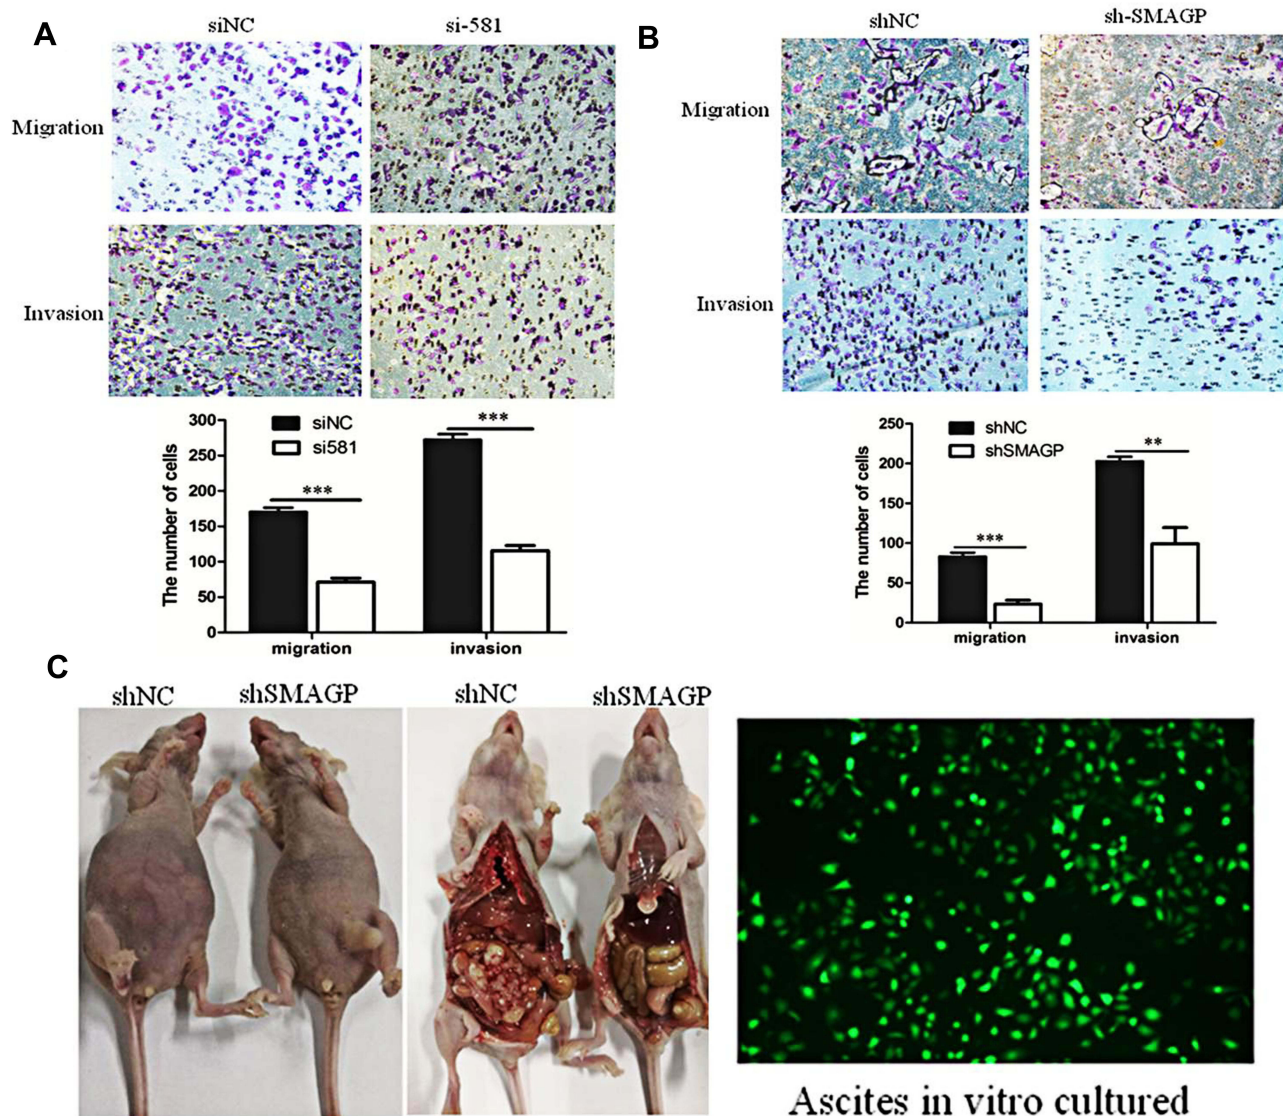 A
siNC
si-581
Migration
Invasion
300
250
200
150
100
50
0
The number of cells
siNC
si581
***
***
migration
invasion
B
shNC
sh-SMAGP
Migration
Invasion
250
200
150
100
50
0
The number of cells
shNC
shSMAGP
***
**
migration
invasion
C
shNC
shSMAGP
shNC
shSMAGP
Ascites in vitro cultured